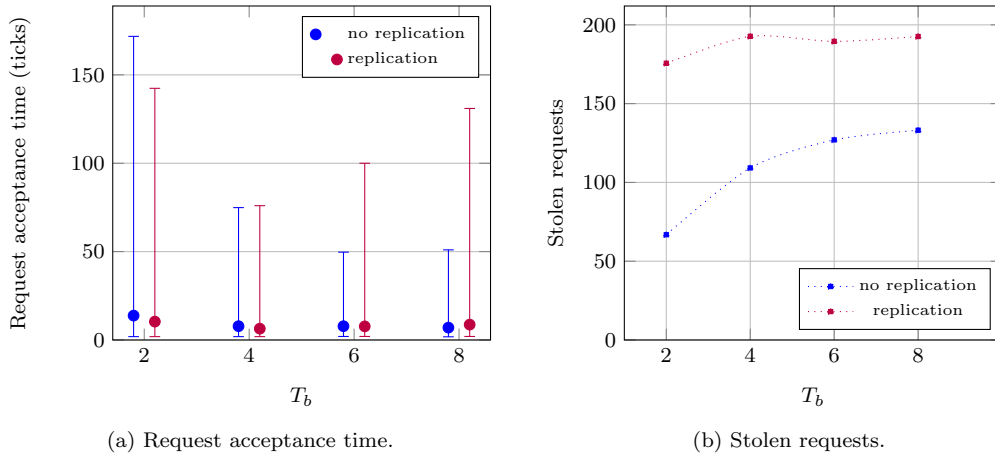 Request acceptance time (ticks)
150
100
50
0
2 4 6 8
T_b
no replication
replication
(a) Request acceptance time.
Stolen requests
200
150
100
50
0
2 4 6 8
T_b
no replication
replication
(b) Stolen requests.